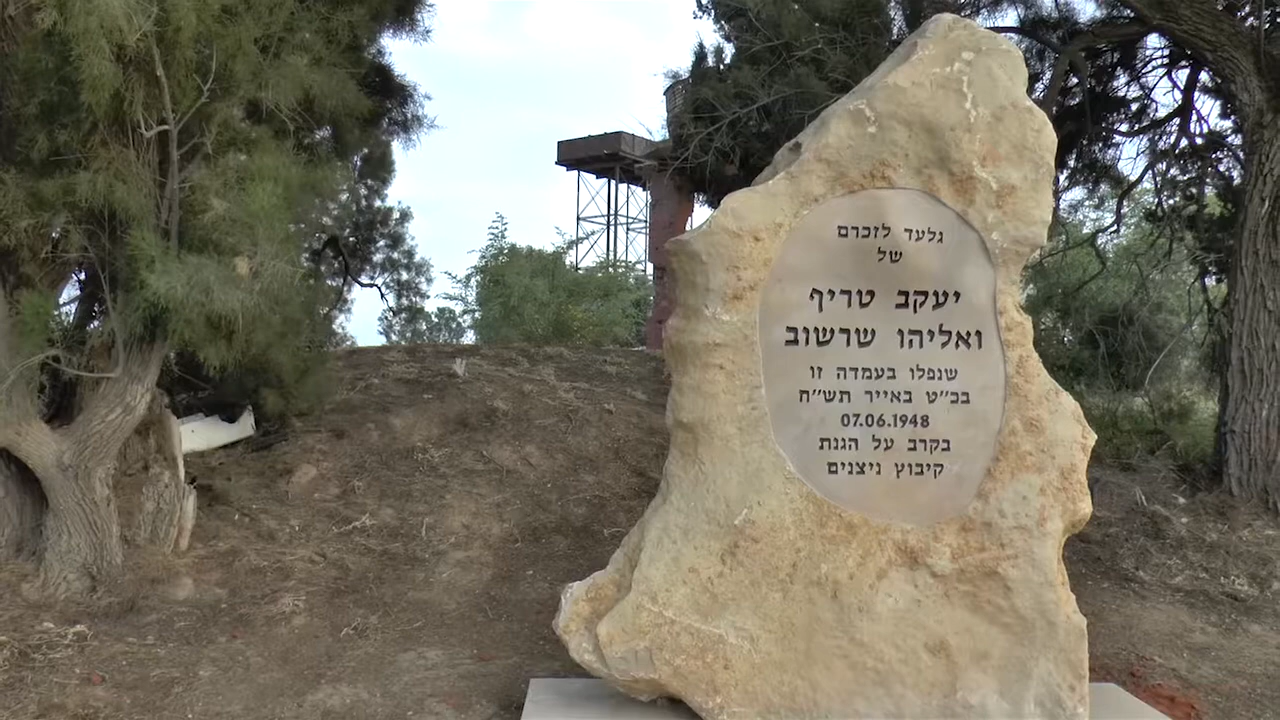 גלעד לזכרם
של
יעקב טריף
ואליהו שרשוב
שנפלו בעמדה זו
בכ״ט באייר תש״ח
07.06.1948
בקרב על הגנת
קיבוץ ניצנים